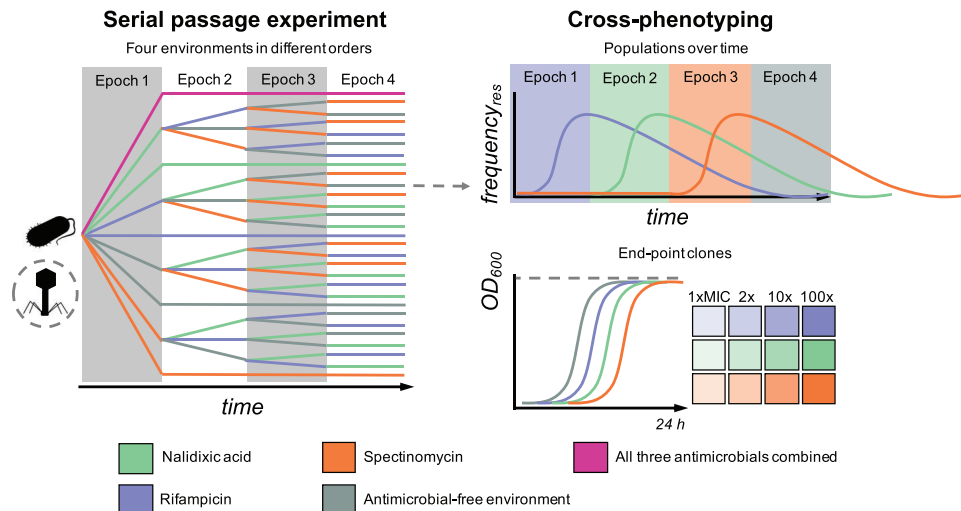 Serial passage experiment
Four environments in different orders
Epoch 1
Epoch 2
Epoch 3
Epoch 4
time
Cross-phenotyping
Populations over time
Epoch 1
Epoch 2
Epoch 3
Epoch 4
frequency_res
time
End-point clones
OD_600
24 h
1xMIC 2x 10x 100x
Nalidixic acid
Spectinomycin
All three antimicrobials combined
Rifampicin
Antimicrobial-free environment